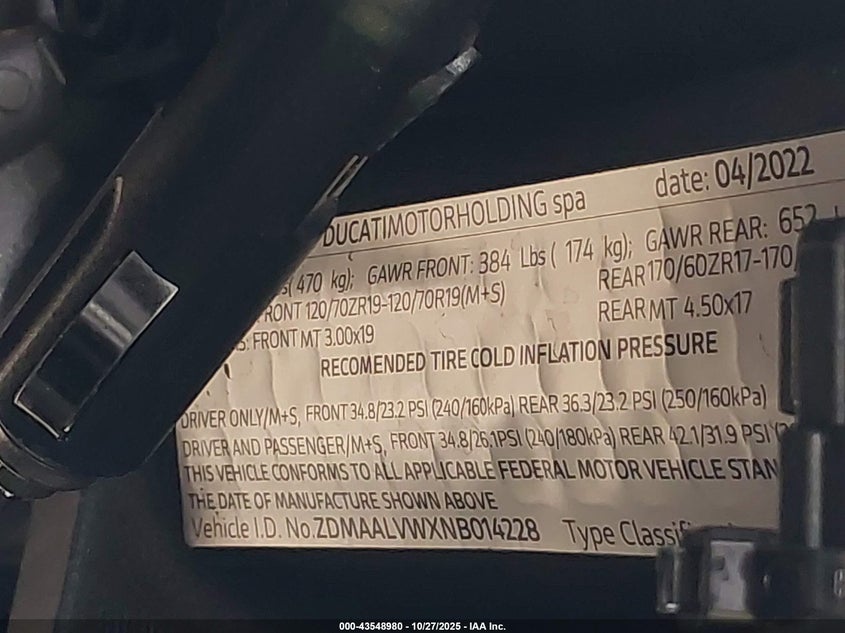 DUCATIMOTORHOLDING spa date: 04/2022
(470 kg); GAWR FRONT: 384 Lbs ( 174 kg); GAWR REAR: 652
FRONT 120/70ZR19-120/70R19(M+S) REAR 170/6DZR17-170/
FRONT MT 3.00x19 REAR MT 4.50x17
RECOMENDED TIRE COLD INFLATION PRESSURE
DRIVER ONLY/M+S, FRONT 34.8/23.2 PSI (240/160kPa) REAR 36.3/23.2 PSI (250/160kPa)
DRIVER AND PASSENGER/M+S, FRONT 34.8/26.1PSI (240/180kPa) REAR 42.1/31.9 PSI
THIS VEHICLE CONFORMS TO ALL APPLICABLE FEDERAL MOTOR VEHICLE STAN
THE DATE OF MANUFACTURE SHOWN ABOVE
Vehicle I.D. No.ZDMAALVWXNB014228 Type Classif
000-43548980 - 10/27/2025 - IAA Inc.